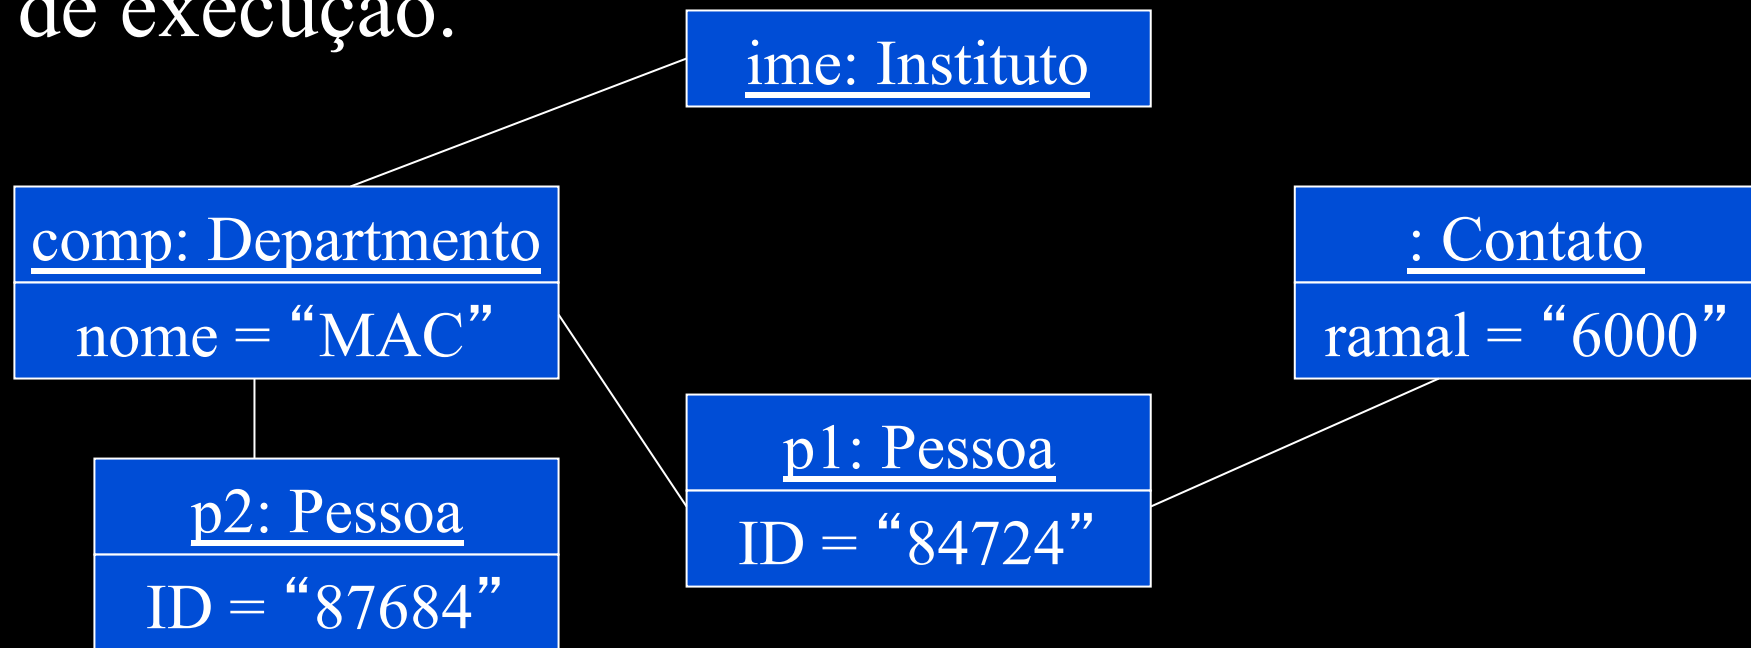 de execução.
ime: Instituto
comp: Departmento
nome = “MAC”
: Contato
ramal = “6000”
p1: Pessoa
ID = “84724”
p2: Pessoa
ID = “87684”